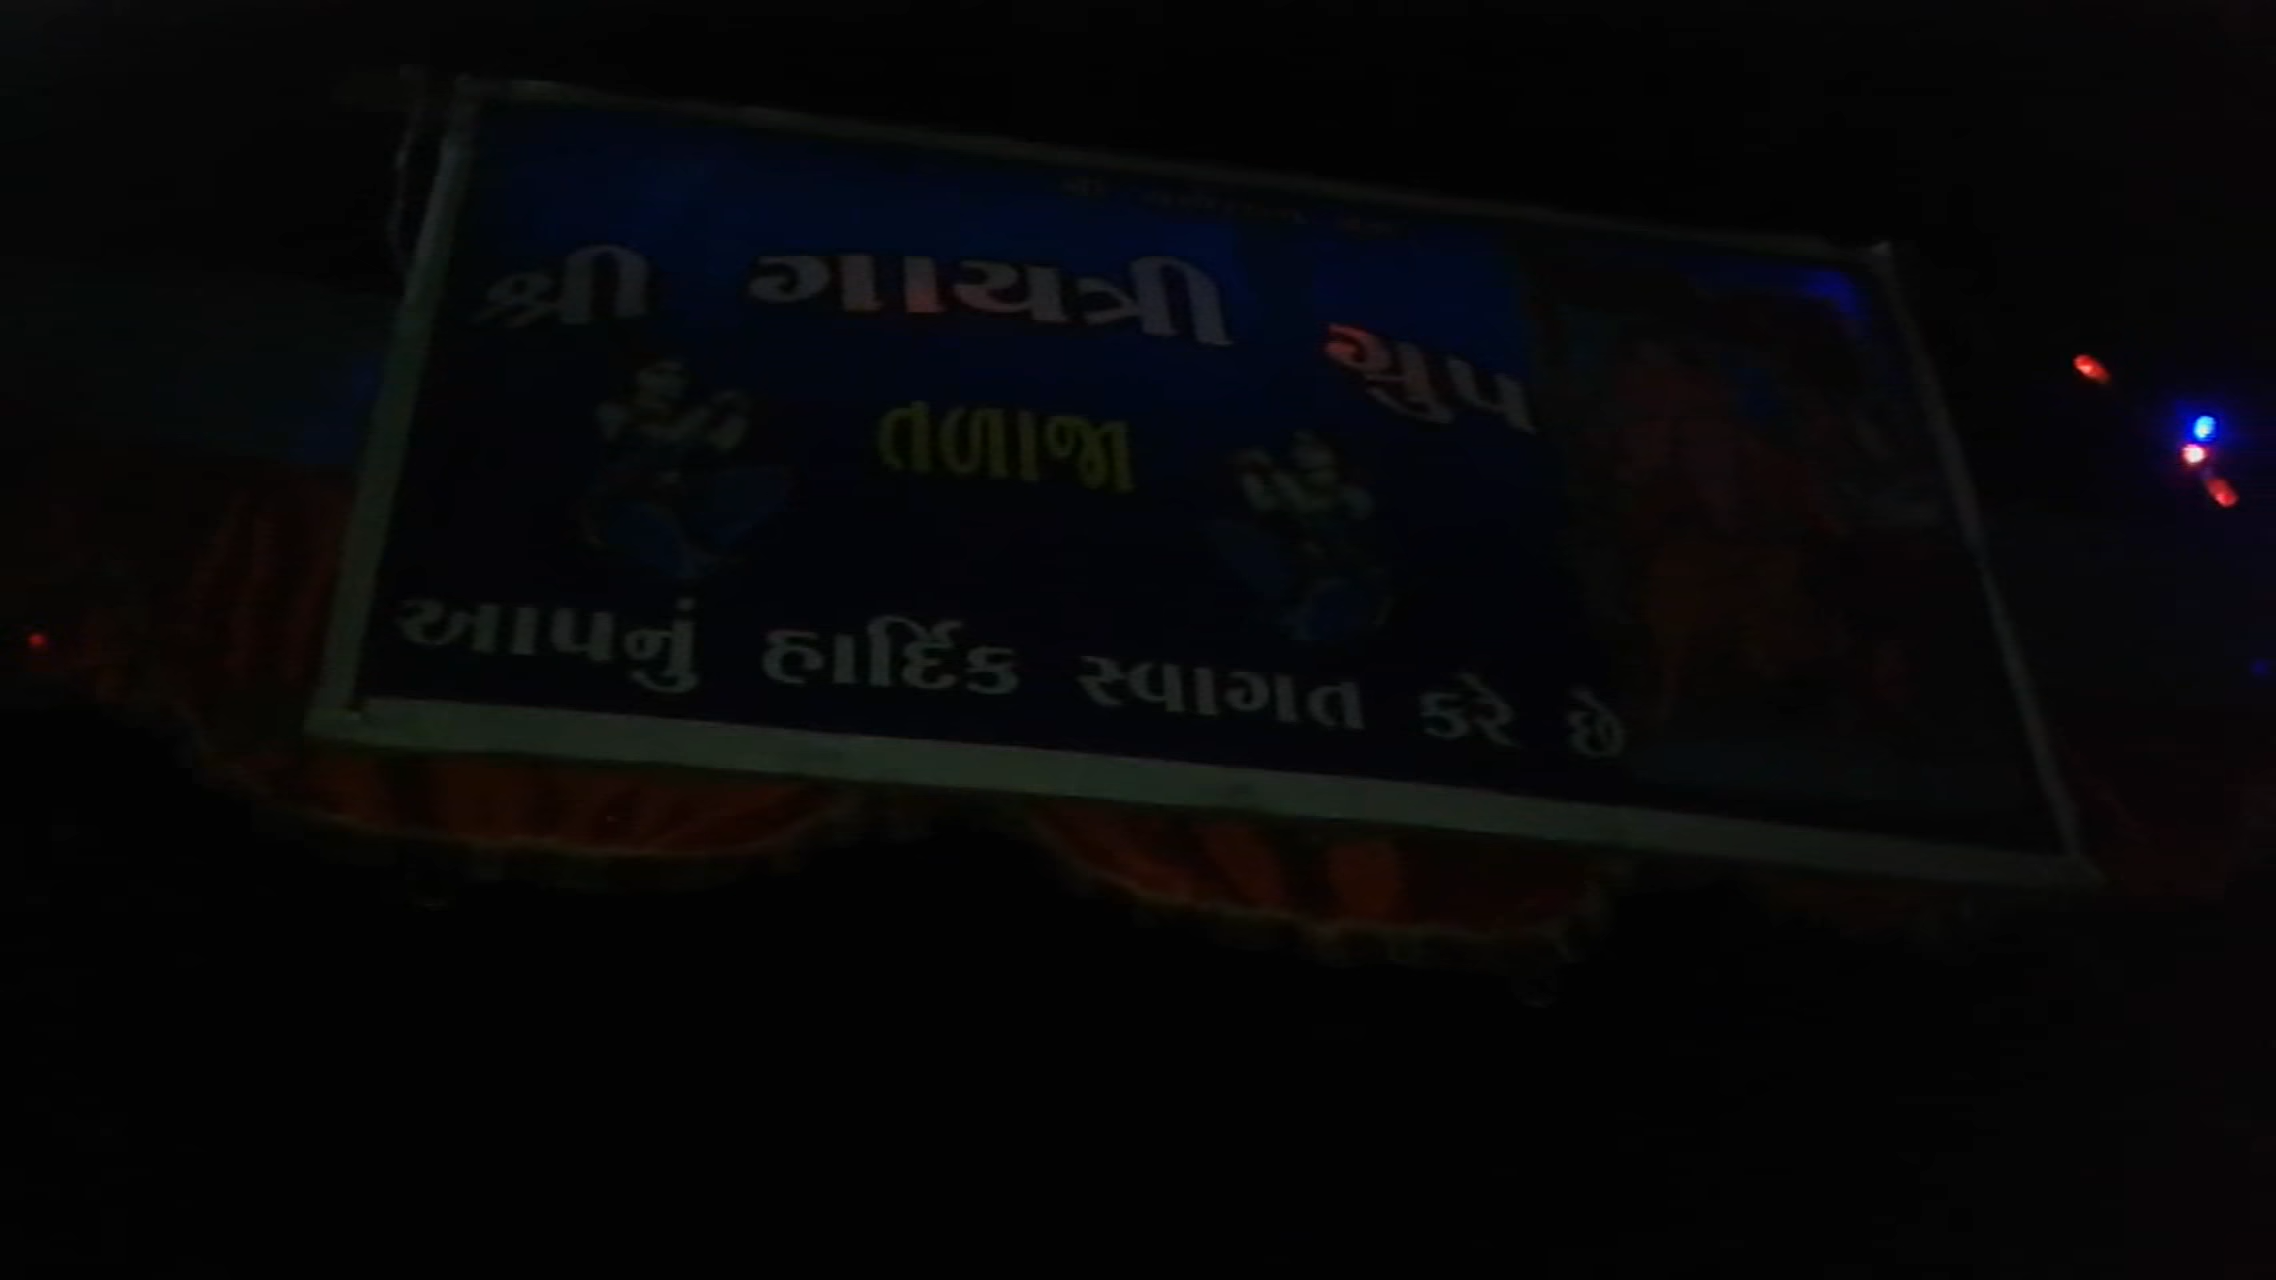 શ્રી ગાયત્રી ગ્રુપ
તળાજા
આપનું હાર્દિક સ્વાગત કરે છે